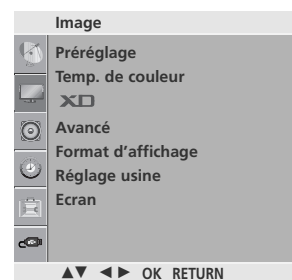 Image
Préréglage
Temp. de couleur
XD
Avancé
Format d’affichage
Réglage usine
Ecran
▲▼ ◄► OK RETURN